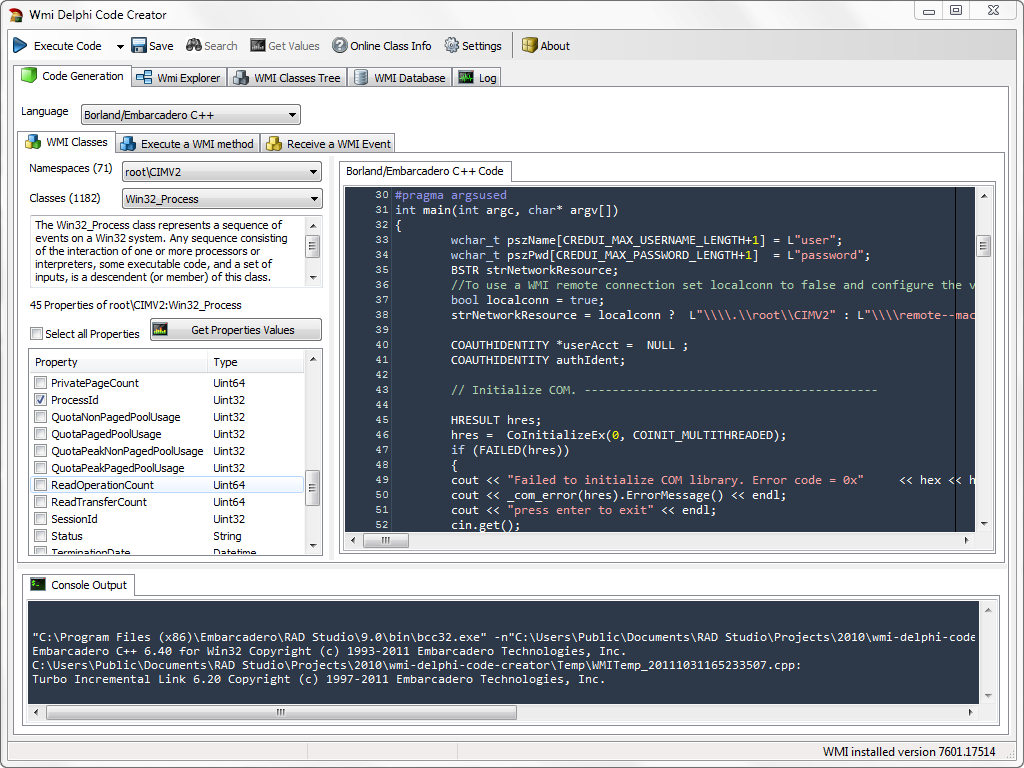 Wmi Delphi Code Creator
Execute Code Save Search Get Values Online Class Info Settings About
Code Generation Wmi Explorer WMI Classes Tree WMI Database Log
Language Borland/Embarcadero C++
WMI Classes Execute a WMI method Receive a WMI Event
Namespaces (71) root\CIMV2
Classes (1182) Win32_Process
The Win32_Process class represents a sequence of
events on a Win32 system. Any sequence consisting
of the interaction of one or more processors or
interpreters, some executable code, and a set of
inputs, is a descendent (or member) of this class.
45 Properties of root\CIMV2:Win32_Process
Select all Properties Get Properties Values
Property Type
PrivatePageCount Uint64
ProcessId Uint32
QuotaNonPagedPoolUsage Uint32
QuotaPagedPoolUsage Uint32
QuotaPeakNonPagedPoolUsage Uint32
QuotaPeakPagedPoolUsage Uint32
ReadOperationCount Uint64
ReadTransferCount Uint64
SessionId Uint32
Status String
TerminationDate Datetime
Borland/Embarcadero C++ Code
30 #pragma argsused
31 int main(int argc, char* argv[])
32 {
33 wchar_t pszName[CREDUI_MAX_USERNAME_LENGTH+1] = L"user";
34 wchar_t pszPwd[CREDUI_MAX_PASSWORD_LENGTH+1] = L"password";
35 BSTR strNetworkResource;
36 //To use a WMI remote connection set localconn to false and configure the v
37 bool localconn = true;
38 strNetworkResource = localconn ? L"\\\\.\\root\\CIMV2" : L"\\\\remote--mac
39
40 COAUTHIDENTITY *userAcct = NULL ;
41 COAUTHIDENTITY authIdent;
42
43 // Initialize COM. ------------------------------------------
44
45 HRESULT hres;
46 hres = CoInitializeEx(0, COINIT_MULTITHREADED);
47 if (FAILED(hres))
48 {
49 cout << "Failed to initialize COM library. Error code = 0x" << hex << h
50 cout << _com_error(hres).ErrorMessage() << endl;
51 cout << "press enter to exit" << endl;
52 cin.get();
Console Output
"C:\Program Files (x86)\Embarcadero\RAD Studio\9.0\bin\bcc32.exe" -n"C:\Users\Public\Documents\RAD Studio\Projects\2010\wmi-delphi-code
Embarcadero C++ 6.40 for Win32 Copyright (c) 1993-2011 Embarcadero Technologies, Inc.
C:\Users\Public\Documents\RAD Studio\Projects\2010\wmi-delphi-code-creator\Temp\WMITemp_20111031165233507.cpp:
Turbo Incremental Link 6.20 Copyright (c) 1997-2011 Embarcadero Technologies, Inc.
WMI installed version 7601.17514